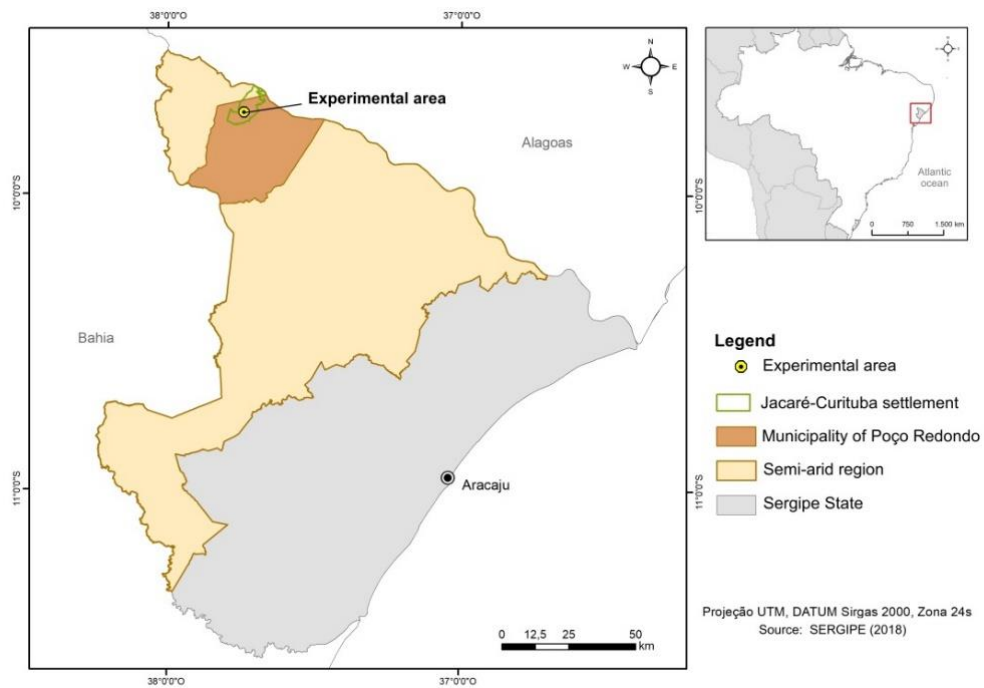 38°0'0"O
37°0'0"O
N
W
E
S
Experimental area
Alagoas
10°0'0"S
10°0'0"S
Atlantic
ocean
0
750
1.500 km
Bahia
Legend
Experimental area
Jacaré-Curituba settlement
Municipality of Poço Redondo
Semi-arid region
Sergipe State
11°0'0"S
11°0'0"S
Aracaju
Projeção UTM, DATUM Sirgas 2000, Zona 24s
Source: SERGIPE (2018)
0 12,5 25 50
km
38°0'0"O
37°0'0"O